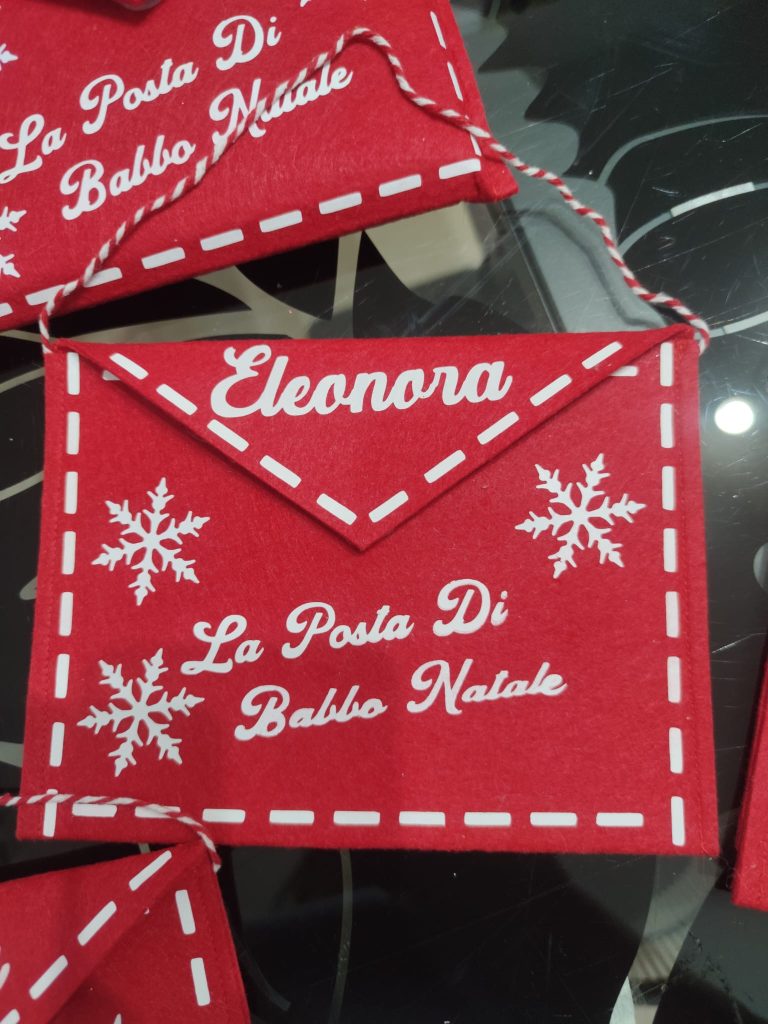 La Posta Di
Babbo Natale
Eleonora
La Posta Di
Babbo Natale